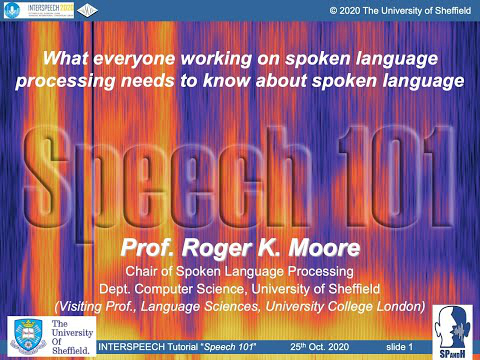 INTERSPEECH 2020
© 2020 The University of Sheffield
What everyone working on spoken language
processing needs to know about spoken language
Speech 101
Prof. Roger K. Moore
Chair of Spoken Language Processing
Dept. Computer Science, University of Sheffield
(Visiting Prof., Language Sciences, University College London)
The
University
Of
Sheffield.
INTERSPEECH Tutorial "Speech 101"
25th Oct. 2020
slide 1
SPandH